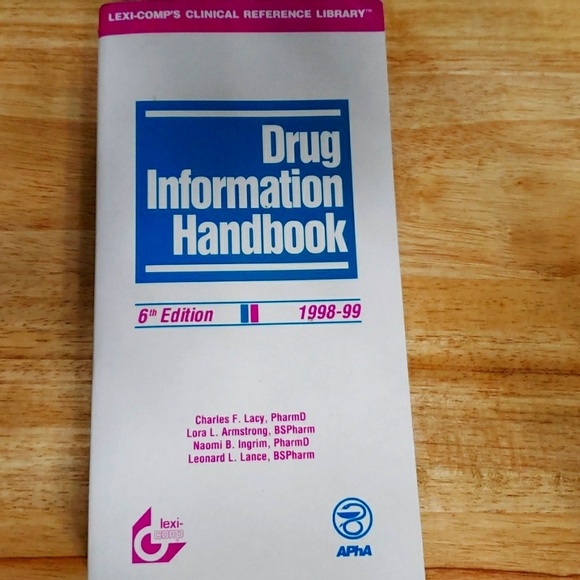 LEXI-COMP'S CLINICAL REFERENCE LIBRARY™
Drug
Information
Handbook
6th Edition 1998-99
Charles F. Lacy, PharmD
Lora L. Armstrong, BSPharm
Naomi B. Ingrim, PharmD
Leonard L. Lance, BSPharm
lexi-
comp
APhA